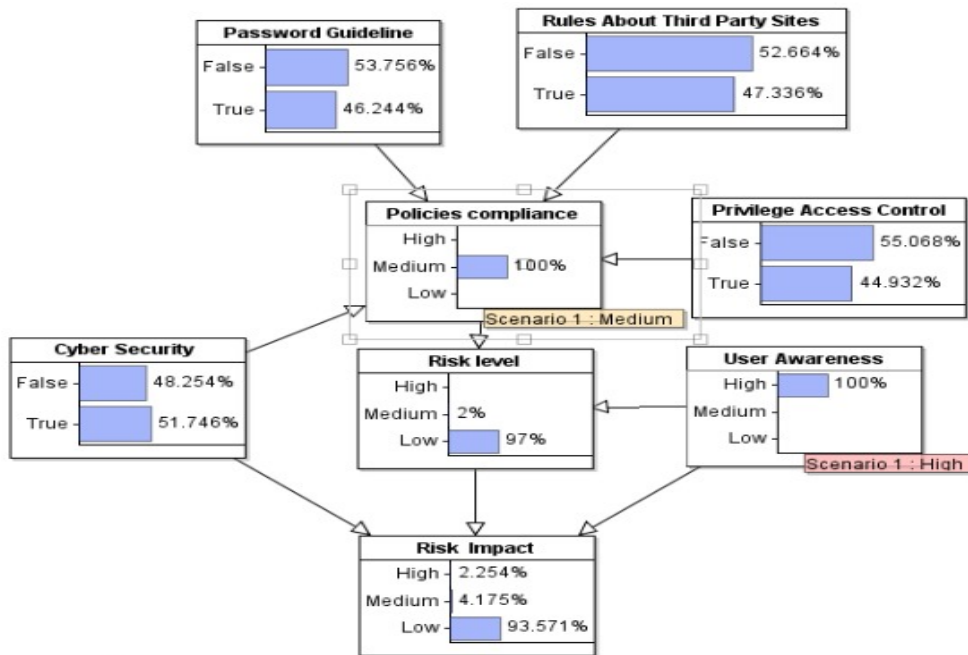 Password Guideline
False 53.756%
True 46.244%
Rules About Third Party Sites
False 52.664%
True 47.336%
Policies compliance
High
Medium 100%
Low
Scenario 1 : Medium
Privilege Access Control
False 55.068%
True 44.932%
Cyber Security
False 48.254%
True 51.746%
Risk level
High
Medium 2%
Low 97%
User Awareness
High 100%
Medium
Low
Scenario 1 : High
Risk Impact
High 2.254%
Medium 4.175%
Low 93.571%